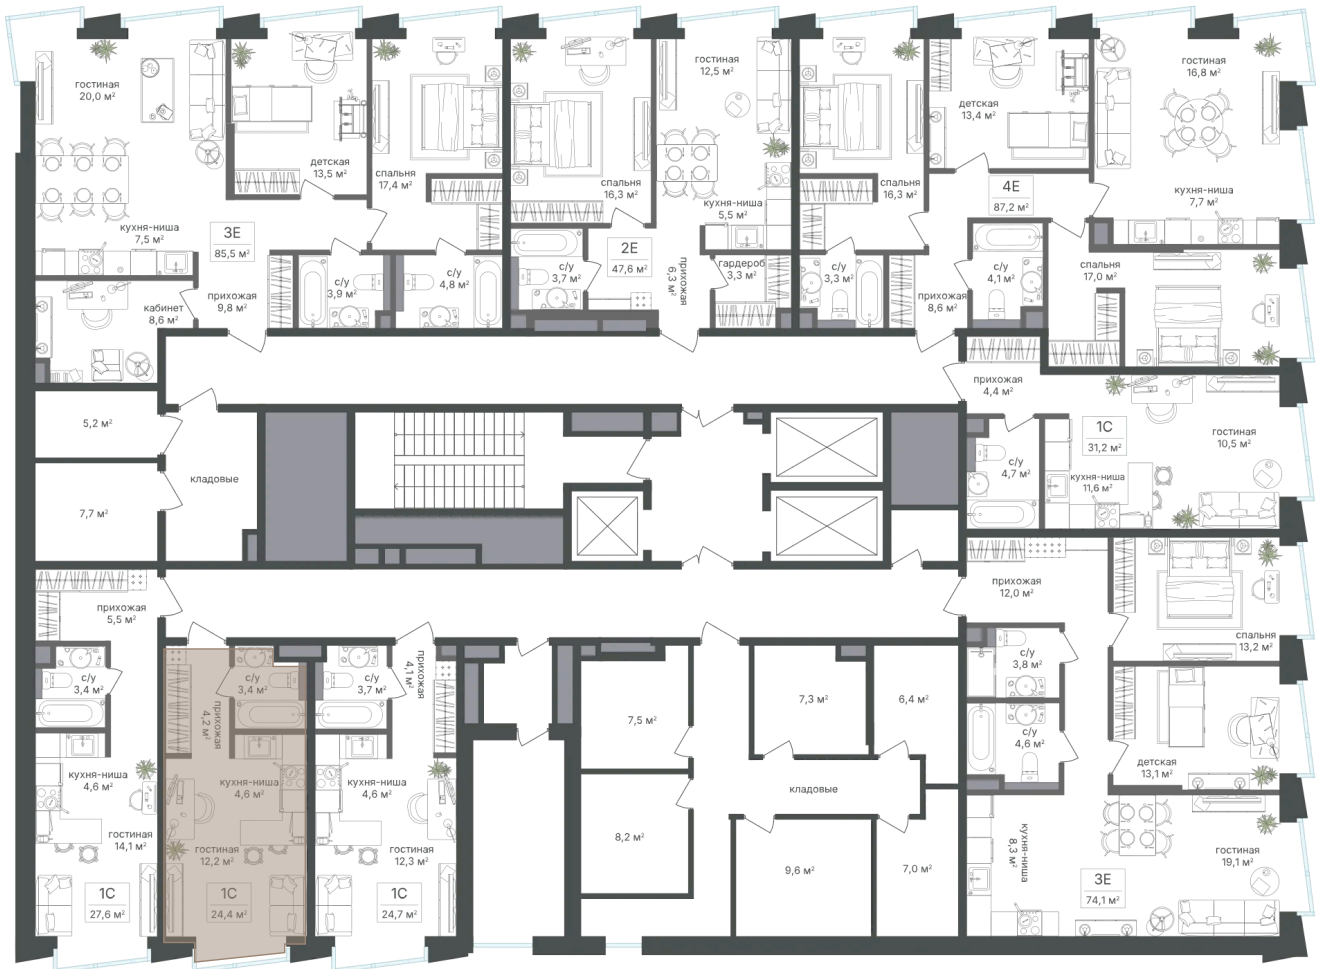 гостиная
20,0 м²
детская
13,5 м²
спальня
17,4 м²
кухня-ниша
7,5 м²
3Е
85,5 м²
кабинет
8,6 м²
прихожая
9,8 м²
с/у
3,9 м²
с/у
4,8 м²
спальня
16,3 м²
гостиная
12,5 м²
кухня-ниша
5,5 м²
2Е
47,6 м²
с/у
3,7 м²
прихожая
6,3 м²
гардероб
3,3 м²
спальня
16,3 м²
детская
13,4 м²
4Е
87,2 м²
гостиная
16,8 м²
кухня-ниша
7,7 м²
с/у
3,3 м²
прихожая
8,6 м²
с/у
4,1 м²
спальня
17,0 м²
прихожая
4,4 м²
1С
31,2 м²
гостиная
10,5 м²
с/у
4,7 м²
кухня-ниша
11,6 м²
5,2 м²
кладовые
7,7 м²
прихожая
5,5 м²
с/у
3,4 м²
кухня-ниша
4,6 м²
гостиная
14,1 м²
1С
27,6 м²
с/у
3,4 м²
прихожая
4,2 м²
кухня-ниша
4,6 м²
гостиная
12,2 м²
1С
24,4 м²
с/у
3,7 м²
прихожая
4,1 м²
кухня-ниша
4,6 м²
гостиная
12,3 м²
1С
24,7 м²
7,5 м²
7,3 м²
6,4 м²
кладовые
8,2 м²
9,6 м²
7,0 м²
прихожая
12,0 м²
спальня
13,2 м²
с/у
3,8 м²
с/у
4,6 м²
детская
13,1 м²
кухня-ниша
8,3 м²
гостиная
19,1 м²
3Е
74,1 м²